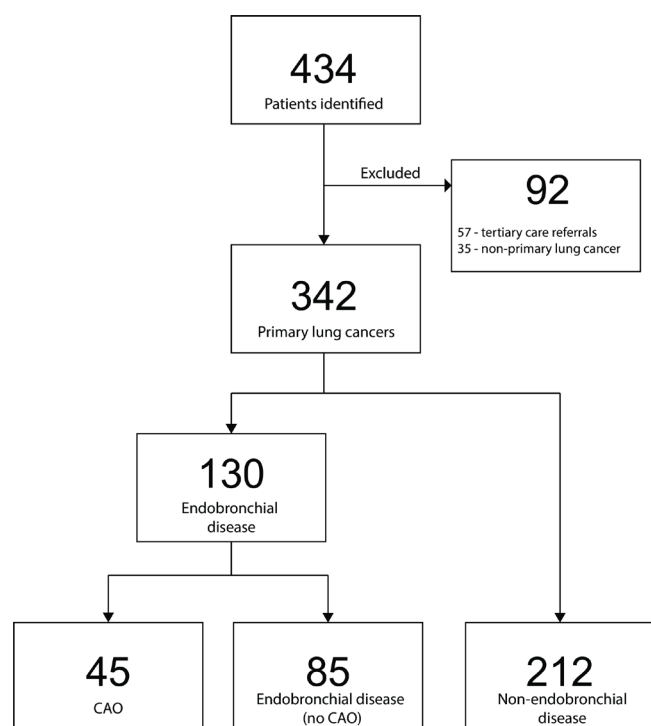 434
Patients identified
Excluded
92
57 - tertiary care referrals
35 - non-primary lung cancer
342
Primary lung cancers
130
Endobronchial
disease
45
CAO
85
Endobronchial disease
(no CAO)
212
Non-endobronchial
disease